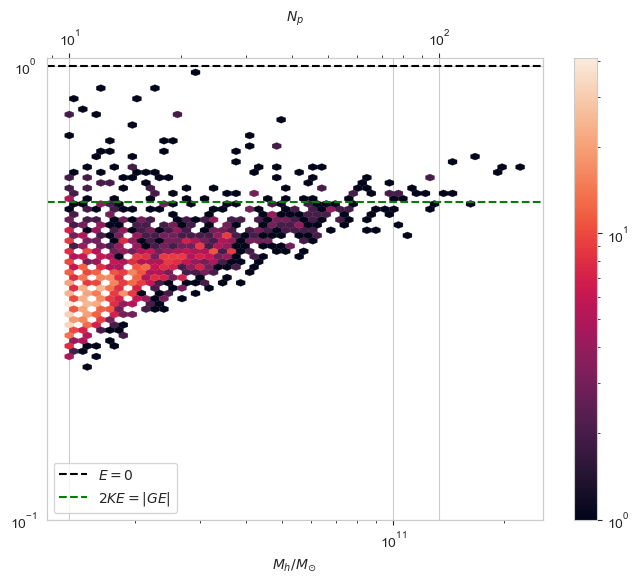 $N_p$
$10^1$ $10^2$
$10^0$
$10^1$
$E = 0$
$2KE = |GE|$
$10^{-1}$ $10^0$
$10^{11}$
$M_h/M_\odot$